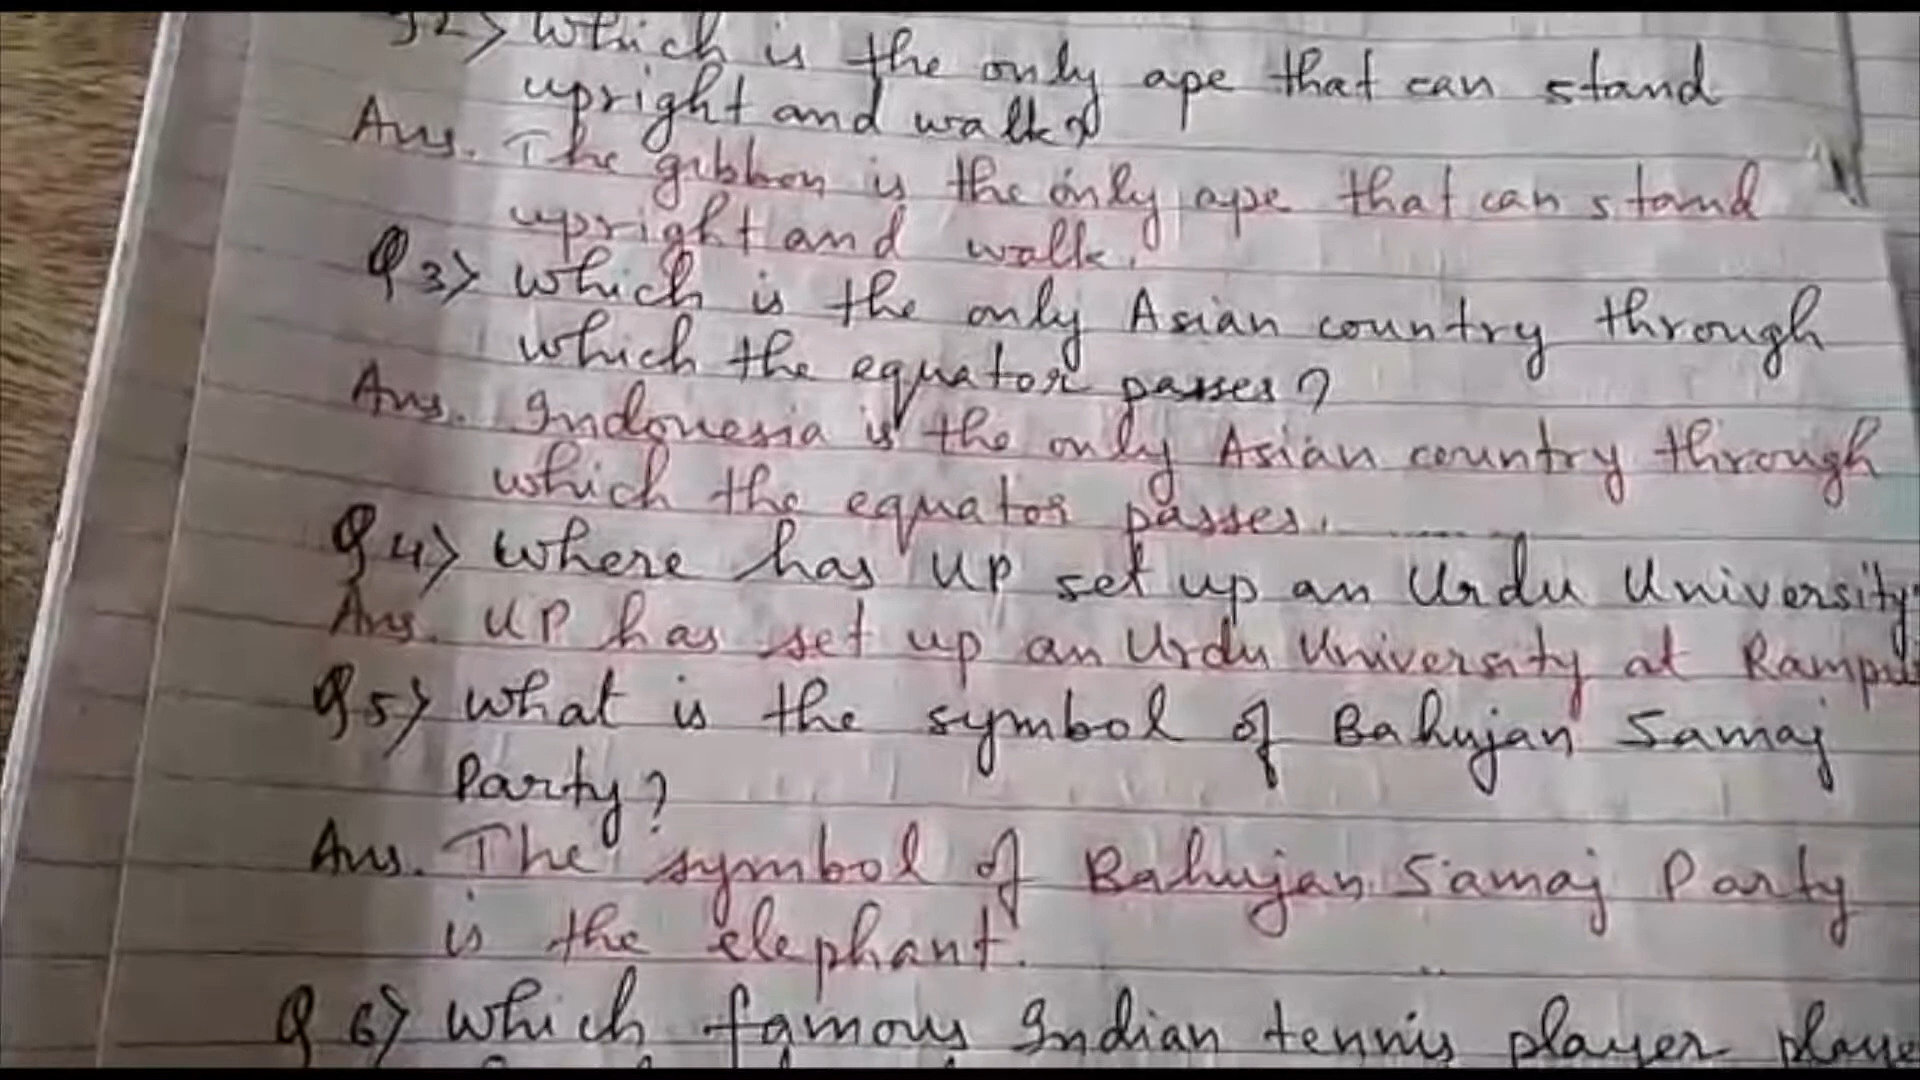 Q2> Which is the only ape that can stand
upright and walk?
Ans. The gibbon is the only ape that can stand
upright and walk.
Q3> Which is the only Asian country through
which the equator passes?
Ans. Indonesia is the only Asian country through
which the equator passes.
Q4> Where has UP set up an Urdu University
Ans. UP has set up an Urdu University at Rampu
Q5> What is the symbol of Bahujan Samaj
Party?
Ans. The symbol of Bahujan Samaj Party
is the elephant.
Q6> Which famous Indian tennis player playe